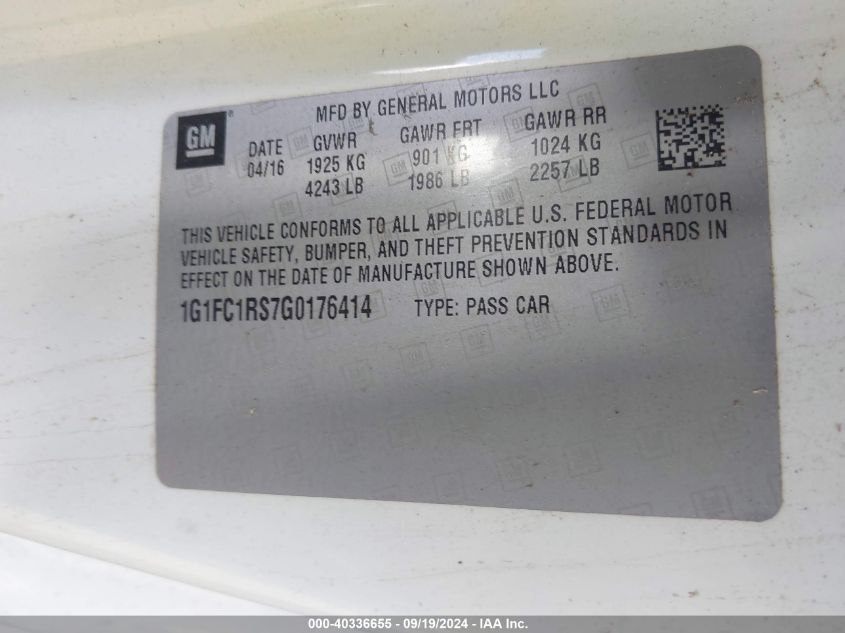 GM
MFD BY GENERAL MOTORS LLC
DATE GVWR GAWR FRT GAWR RR
04/16 1925 KG 901 KG 1024 KG
4243 LB 1986 LB 2257 LB
THIS VEHICLE CONFORMS TO ALL APPLICABLE U.S. FEDERAL MOTOR
VEHICLE SAFETY, BUMPER, AND THEFT PREVENTION STANDARDS IN
EFFECT ON THE DATE OF MANUFACTURE SHOWN ABOVE.
1G1FC1RS7G0176414 TYPE: PASS CAR
000-40336655 - 09/19/2024 - IAA Inc.